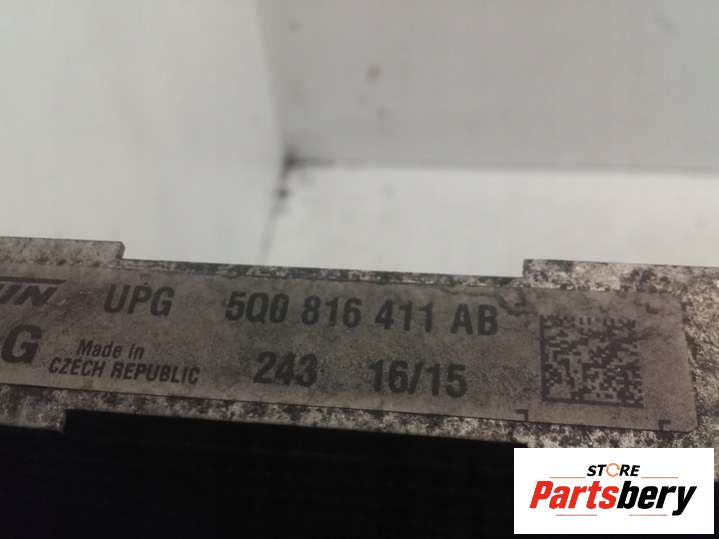 UPG 5Q0 816 411 AB
G Made in
CZECH REPUBLIC 243 16/15
STORE
Partsbery